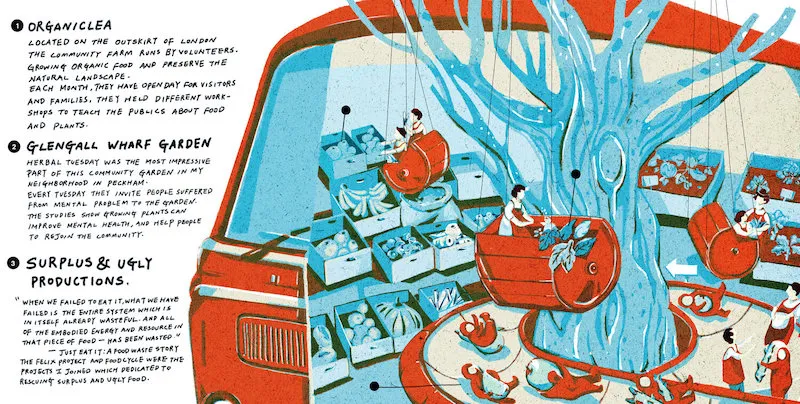 1 ORGANICLEA
LOCATED ON THE OUTSKIRT OF LONDON
THE COMMUNITY FARM RUNS BY VOLUNTEERS.
GROWING ORGANIC FOOD AND PRESERVE THE
NATURAL LANDSCAPE.
EACH MONTH, THEY HAVE OPEN DAY FOR VISITORS
AND FAMILIES, THEY HELD DIFFERENT WORK-
SHOPS TO TEACH THE PUBLICS ABOUT FOOD
AND PLANTS.
2 GLENGALL WHARF GARDEN
HERBAL TUESDAY WAS THE MOST IMPRESSIVE
PART OF THIS COMMUNITY GARDEN IN MY
NEIGHBORHOOD IN PECKHAM.
EVERY TUESDAY THEY INVITE PEOPLE SUFFERED
FROM MENTAL PROBLEM TO THE GARDEN.
THE STUDIES SHOW GROWING PLANTS CAN
IMPROVE MENTAL HEALTH, AND HELP PEOPLE
TO REJOIN THE COMMUNITY.
3 SURPLUS & UGLY
PRODUCTIONS.
"WHEN WE FAILED TO EAT IT, WHAT WE HAVE
FAILED IS THE ENTIRE SYSTEM WHICH IS
IN ITSELF ALREADY WASTEFUL. AND ALL
OF THE EMBODIED ENERGY AND RESOURCE IN
THAT PIECE OF FOOD — HAS BEEN WASTED."
— JUST EAT IT: A FOOD WASTE STORY
THE FELIX PROJECT AND FOODCYCLE WERE THE
PROJECTS I JOINED WHICH DEDICATED TO
RESCUING SURPLUS AND UGLY FOOD.